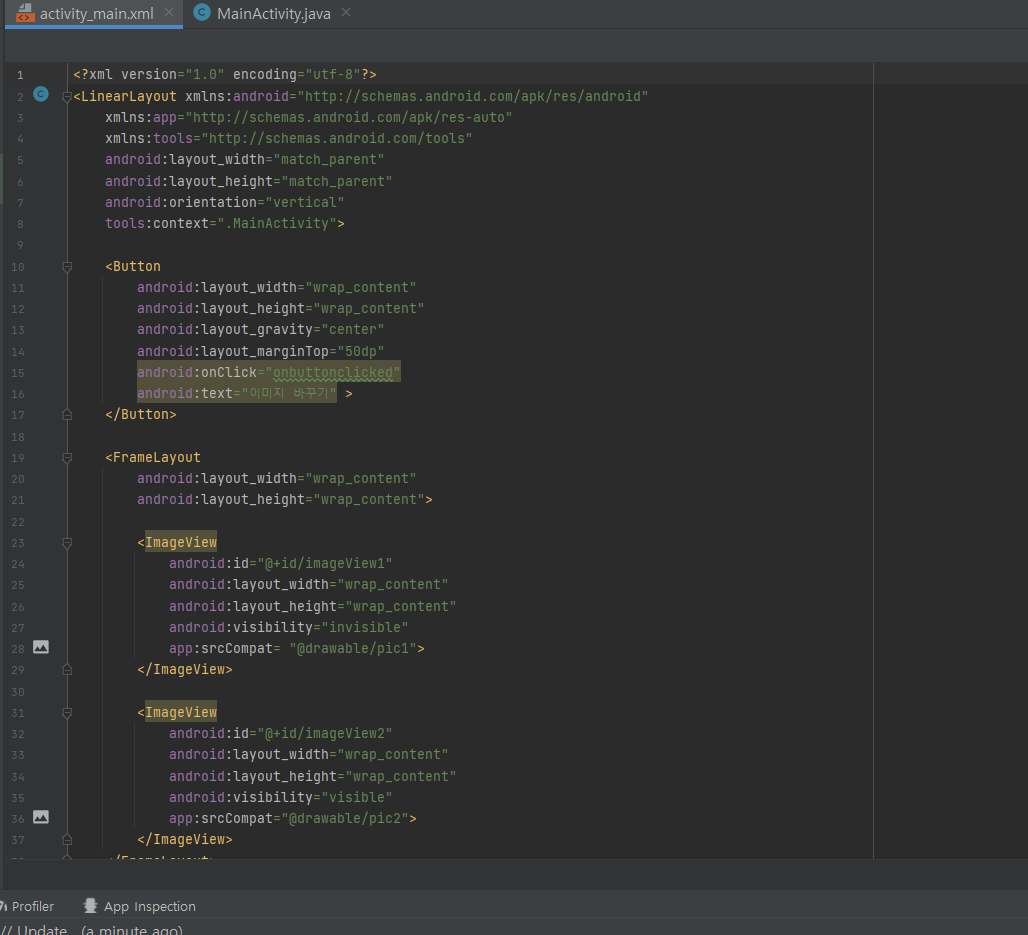 activity_main.xml
MainActivity.java
1 <?xml version="1.0" encoding="utf-8"?>
2 <LinearLayout xmlns:android="http://schemas.android.com/apk/res/android"
3 xmlns:app="http://schemas.android.com/apk/res-auto"
4 xmlns:tools="http://schemas.android.com/tools"
5 android:layout_width="match_parent"
6 android:layout_height="match_parent"
7 android:orientation="vertical"
8 tools:context=".MainActivity">
9
10 <Button
11 android:layout_width="wrap_content"
12 android:layout_height="wrap_content"
13 android:layout_gravity="center"
14 android:layout_marginTop="50dp"
15 android:onClick="onbuttonclicked"
16 android:text="이미지 바꾸기" >
17 </Button>
18
19 <FrameLayout
20 android:layout_width="wrap_content"
21 android:layout_height="wrap_content">
22
23 <ImageView
24 android:id="@+id/imageView1"
25 android:layout_width="wrap_content"
26 android:layout_height="wrap_content"
27 android:visibility="invisible"
28 app:srcCompat= "@drawable/pic1">
29 </ImageView>
30
31 <ImageView
32 android:id="@+id/imageView2"
33 android:layout_width="wrap_content"
34 android:layout_height="wrap_content"
35 android:visibility="visible"
36 app:srcCompat="@drawable/pic2">
37 </ImageView>
Profiler
App Inspection
// Update... (a minute ago)